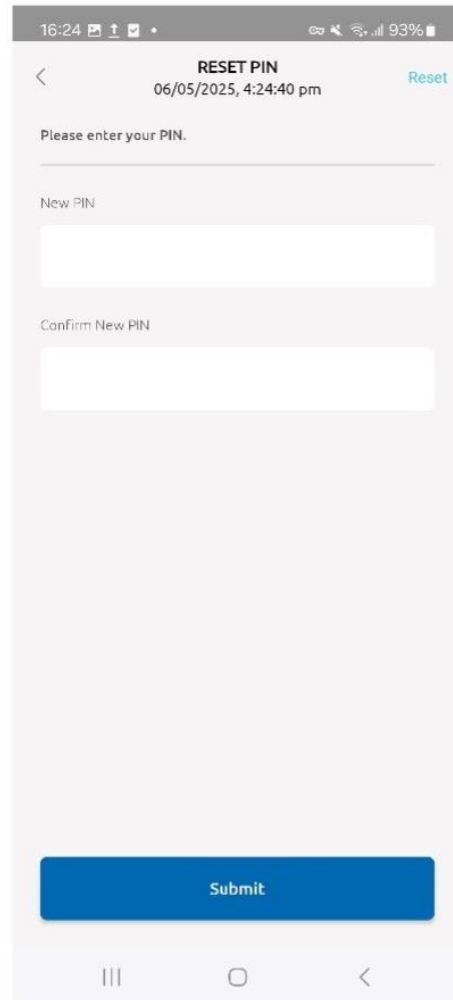 16:24 93%
RESET PIN
06/05/2025, 4:24:40 pm
Reset
Please enter your PIN.
New PIN
Confirm New PIN
Submit